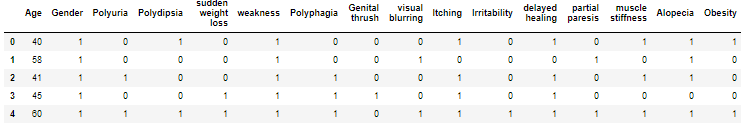 Age Gender Polyuria Polydipsia sudden weight loss weakness Polyphagia Genital thrush visual blurring Itching Irritability delayed healing partial paresis muscle stiffness Alopecia Obesity
0 40 1 0 1 0 1 0 0 0 1 0 1 0 1 1 1
1 58 1 0 0 0 1 0 0 1 0 0 0 1 0 1 0
2 41 1 1 0 0 1 1 0 0 1 0 1 0 1 1 0
3 45 1 0 0 1 1 1 1 0 1 0 1 0 0 0 0
4 60 1 1 1 1 1 1 0 1 1 1 1 1 1 1 1